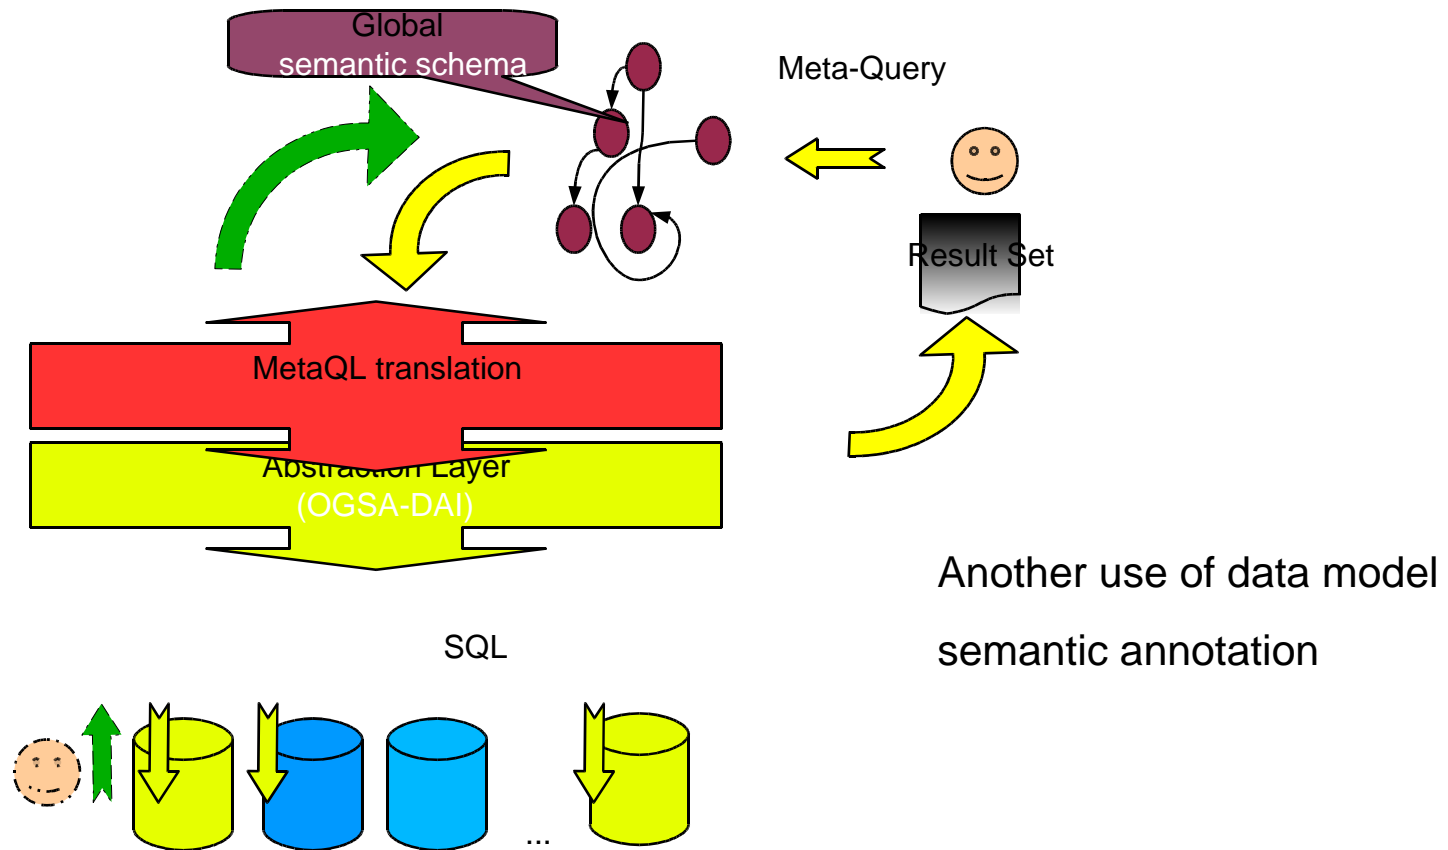 Global
semantic schema
Meta-Query
Result Set
MetaQL translation
Abstraction Layer
(OGSA-DAI)
Another use of data model
semantic annotation
SQL
...